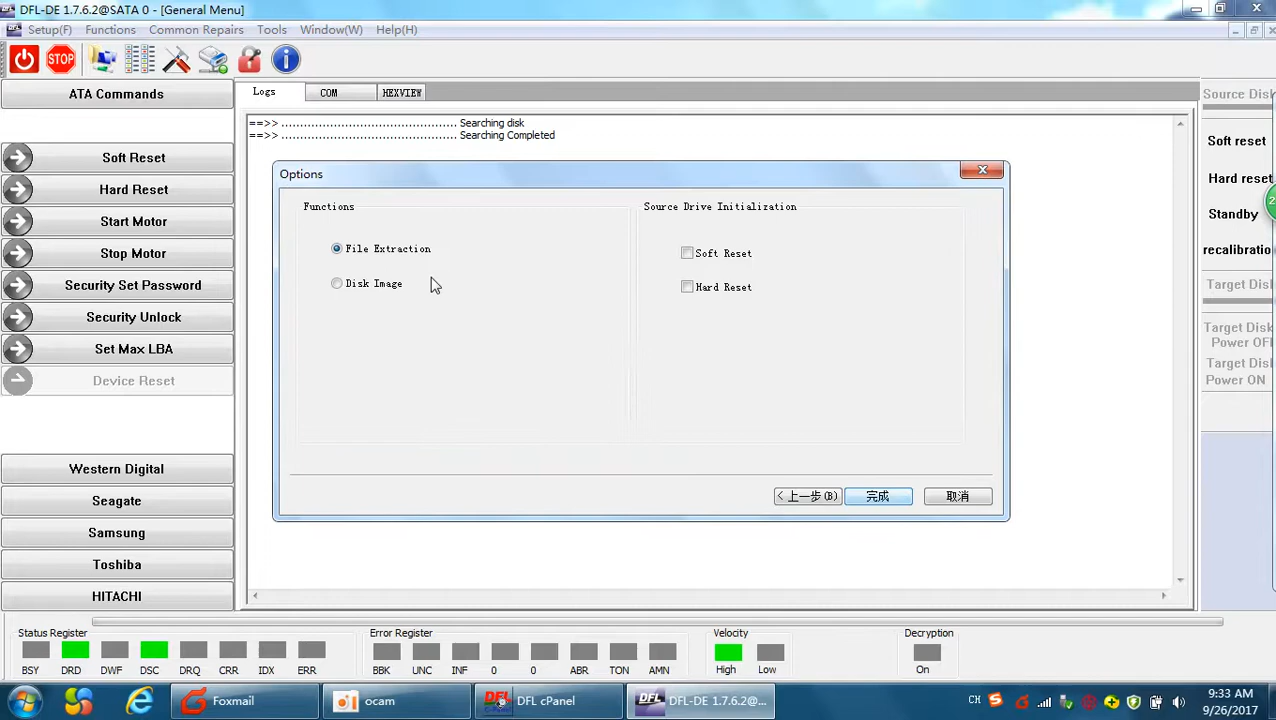 DFL-DE 1.7.6.2@SATA 0 - [General Menu]
Setup(F) Functions Common Repairs Tools Window(W) Help(H)
STOP
ATA Commands
Soft Reset
Hard Reset
Start Motor
Stop Motor
Security Set Password
Security Unlock
Set Max LBA
Device Reset
Western Digital
Seagate
Samsung
Toshiba
HITACHI
Logs COM HEXVIEW
==>> ............................................... Searching disk
==>> ............................................... Searching Completed
Options
Functions
File Extraction
Disk Image
Source Drive Initialization
Soft Reset
Hard Reset
< 上一步(B) 完成 取消
Source Dis
Soft reset
Hard reset
Standby
recalibratio
Target Disk
Target Disk
Power OF
Target Disk
Power ON
2
Status Register
BSY DRD DWF DSC DRQ CRR IDX ERR
Error Register
BBK UNC INF 0 0 ABR TON AMN
Velocity
High Low
Decryption
On
Foxmail
ocam
DFL DFL cPanel
DFL DFL-DE 1.7.6.2@...
CH
9:33 AM
9/26/2017